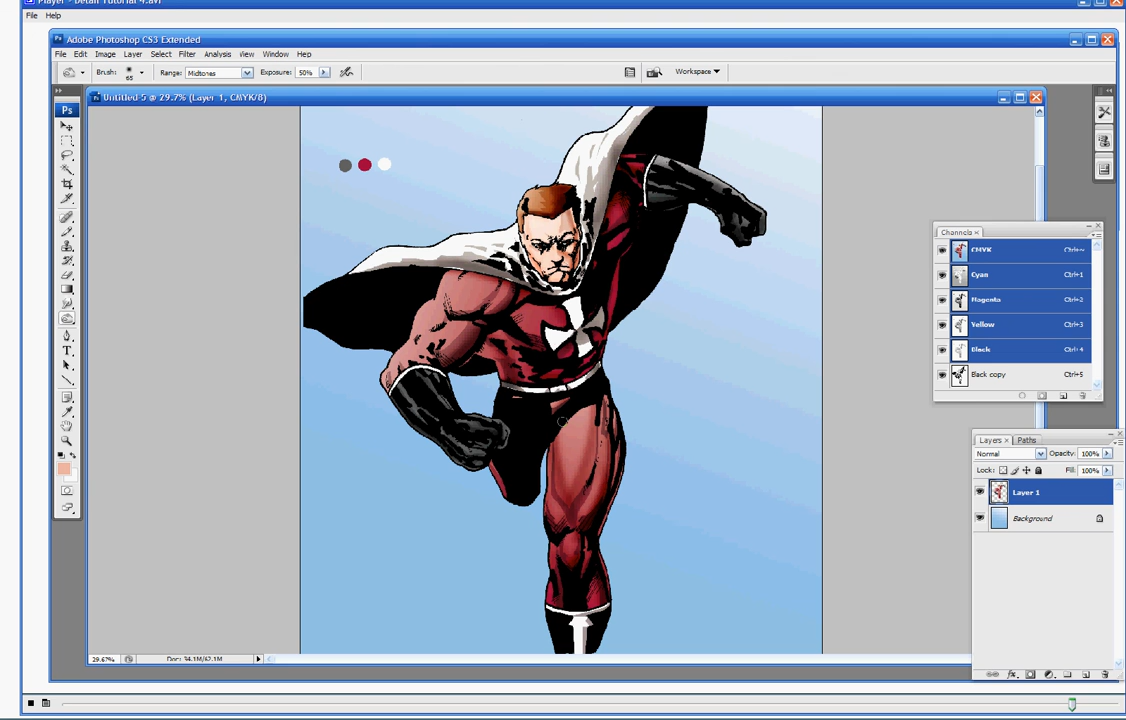 Player - Detail Tutorial 4.avi
File Help
Adobe Photoshop CS3 Extended
File Edit Image Layer Select Filter Analysis View Window Help
Brush: 65 Range: Midtones Exposure: 50% Workspace
Untitled-5 @ 29.7% (Layer 1, CMYK/8)
Ps
Channels ×
CMYK Ctrl+~
Cyan Ctrl+1
Magenta Ctrl+2
Yellow Ctrl+3
Black Ctrl+4
Back copy Ctrl+5
Layers × Paths
Normal Opacity: 100%
Lock: Fill: 100%
Layer 1
Background
29.67% Doc: 34.1M/62.1M